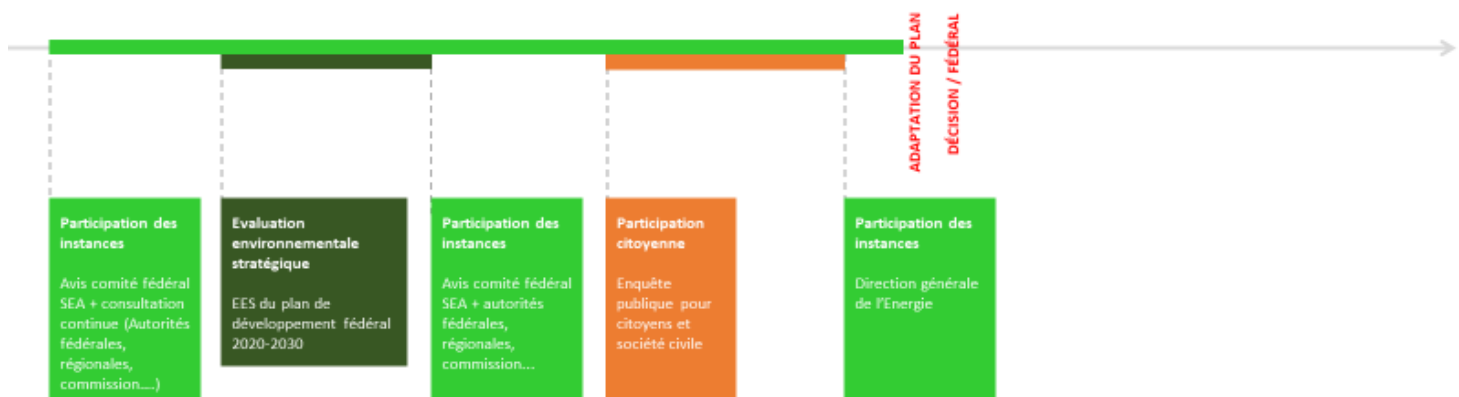 ADAPTATION DU PLAN
DÉCISION / FÉDÉRAL
Participation des
instances
Avis comité fédéral
SEA + consultation
continue (Autorités
fédérales,
régionales,
commission....)
Evaluation
environnementale
stratégique
EES du plan de
développement fédéral
2020-2030
Participation des
instances
Avis comité fédéral
SEA + autorités
fédérales,
régionales,
commission...
Participation
citoyenne
Enquête
publique pour
citoyens et
société civile
Participation des
instances
Direction générale
de l'Energie